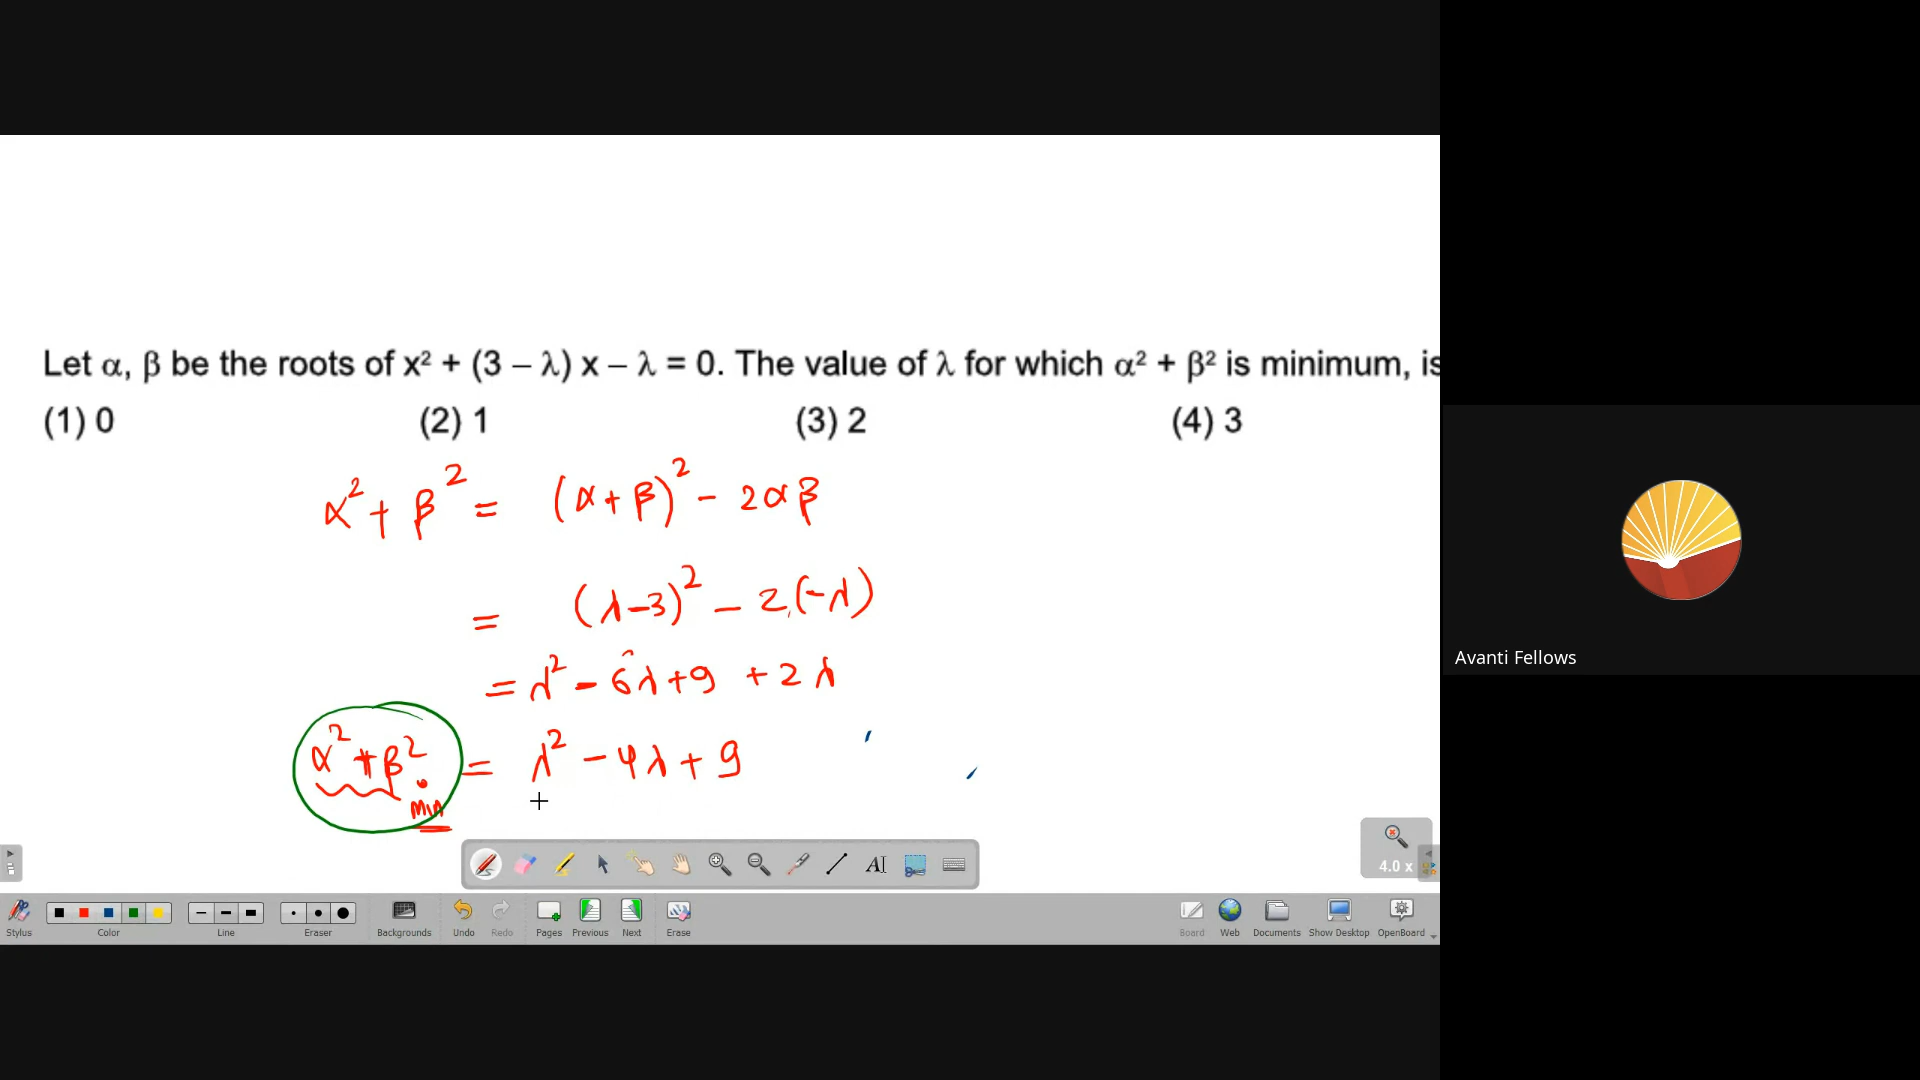 Let α, β be the roots of x² + (3 – λ) x – λ = 0. The value of λ for which α² + β² is minimum, is
(1) 0 (2) 1 (3) 2 (4) 3
α² + β² = (α + β)² - 2αβ
= (λ - 3)² - 2.(-λ)
= λ² - 6λ + 9 + 2λ
α² + β² = λ² - 4λ + 9
min
Avanti Fellows
4.0 x
Stylus Color Line Eraser Backgrounds Undo Redo Pages Previous Next Erase Board Web Documents Show Desktop OpenBoard